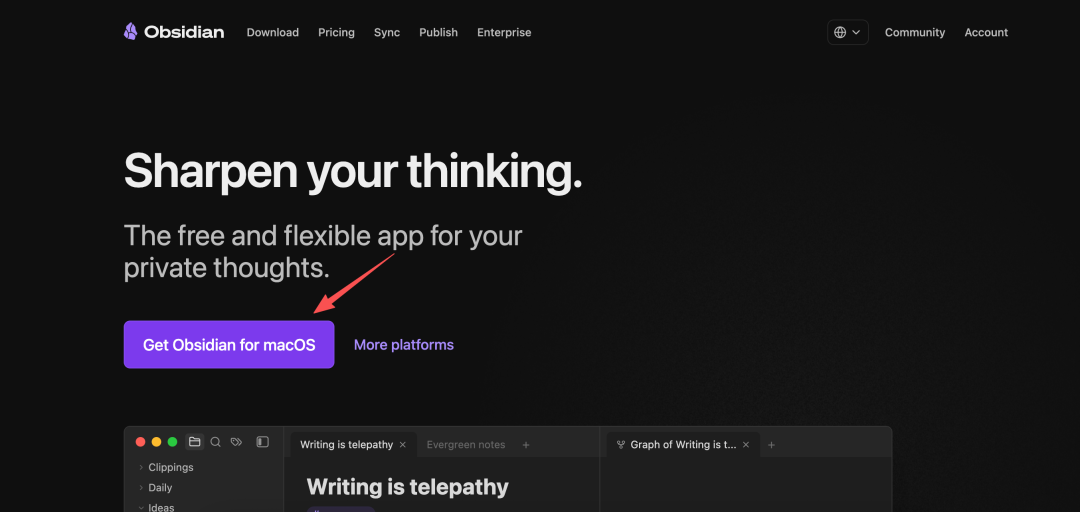 Obsidian Download Pricing Sync Publish Enterprise Community Account
Sharpen your thinking.
The free and flexible app for your
private thoughts.
Get Obsidian for macOS More platforms
Writing is telepathy Evergreen notes Graph of Writing is t...
Clippings
Writing is telepathy
Daily
Ideas